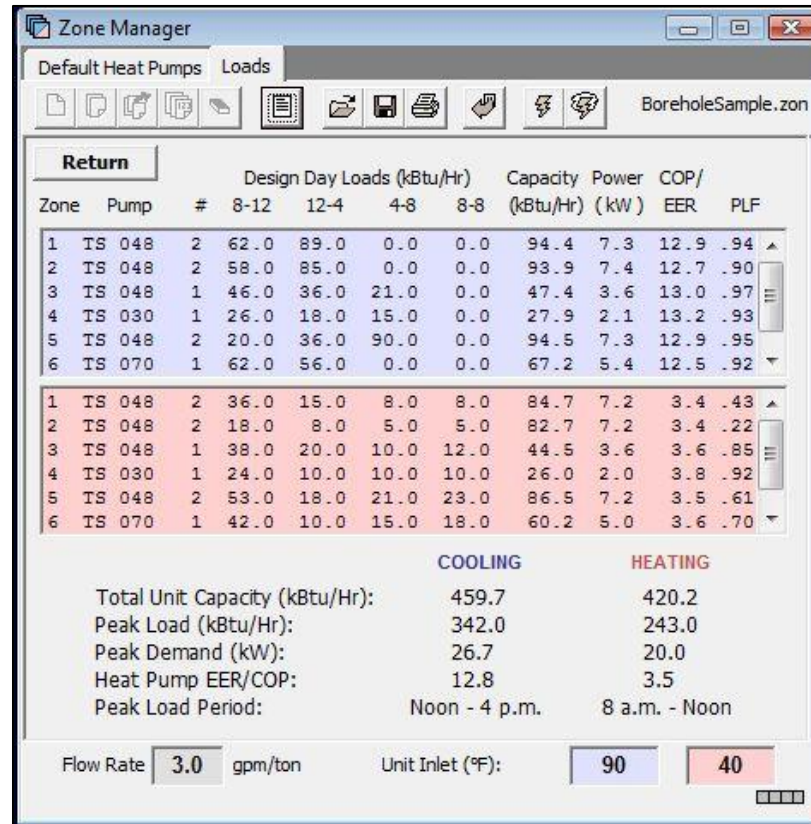 Zone Manager
Default Heat Pumps Loads
BoreholeSample.zon
Return
Design Day Loads (kBtu/Hr) Capacity Power COP/
Zone Pump # 8-12 12-4 4-8 8-8 (kBtu/Hr) (kW) EER PLF
1 TS 048 2 62.0 89.0 0.0 0.0 94.4 7.3 12.9 .94
2 TS 048 2 58.0 85.0 0.0 0.0 93.9 7.4 12.7 .90
3 TS 048 1 46.0 36.0 21.0 0.0 47.4 3.6 13.0 .97
4 TS 030 1 26.0 18.0 15.0 0.0 27.9 2.1 13.2 .93
5 TS 048 2 20.0 36.0 90.0 0.0 94.5 7.3 12.9 .95
6 TS 070 1 62.0 56.0 0.0 0.0 67.2 5.4 12.5 .92
1 TS 048 2 36.0 15.0 8.0 8.0 84.7 7.2 3.4 .43
2 TS 048 2 18.0 8.0 5.0 5.0 82.7 7.2 3.4 .22
3 TS 048 1 38.0 20.0 10.0 12.0 44.5 3.6 3.6 .85
4 TS 030 1 24.0 10.0 10.0 10.0 26.0 2.0 3.8 .92
5 TS 048 2 53.0 18.0 21.0 23.0 86.5 7.2 3.5 .61
6 TS 070 1 42.0 10.0 15.0 18.0 60.2 5.0 3.6 .70
COOLING HEATING
Total Unit Capacity (kBtu/Hr): 459.7 420.2
Peak Load (kBtu/Hr): 342.0 243.0
Peak Demand (kW): 26.7 20.0
Heat Pump EER/COP: 12.8 3.5
Peak Load Period: Noon - 4 p.m. 8 a.m. - Noon
Flow Rate 3.0 gpm/ton Unit Inlet (°F): 90 40